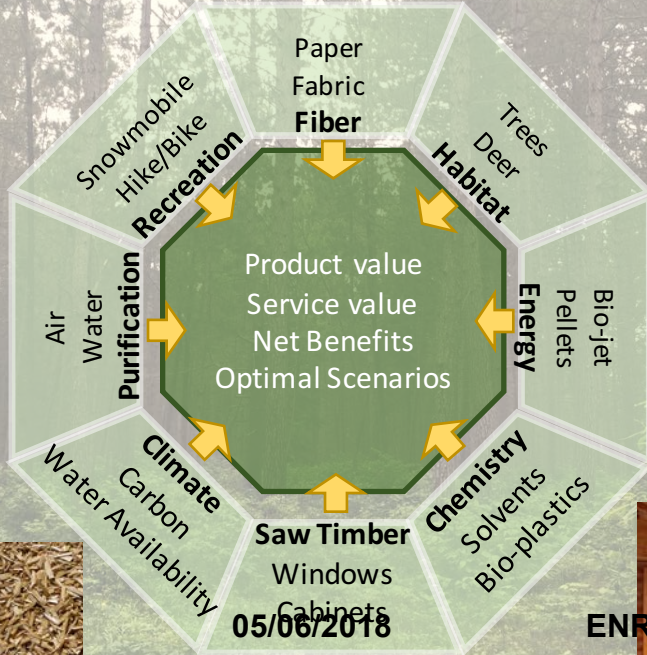 Paper
Fabric
Fiber
Trees
Deer
Habitat
Bio-jet
Pellets
Energy
Chemistry
Solvents
Bio-plastics
Saw Timber
Windows
Cabinets
Climate
Carbon
Water Availability
Air
Water
Purification
Snowmobile
Hike/Bike
Recreation
Product value
Service value
Net Benefits
Optimal Scenarios
05/06/2018
ENR